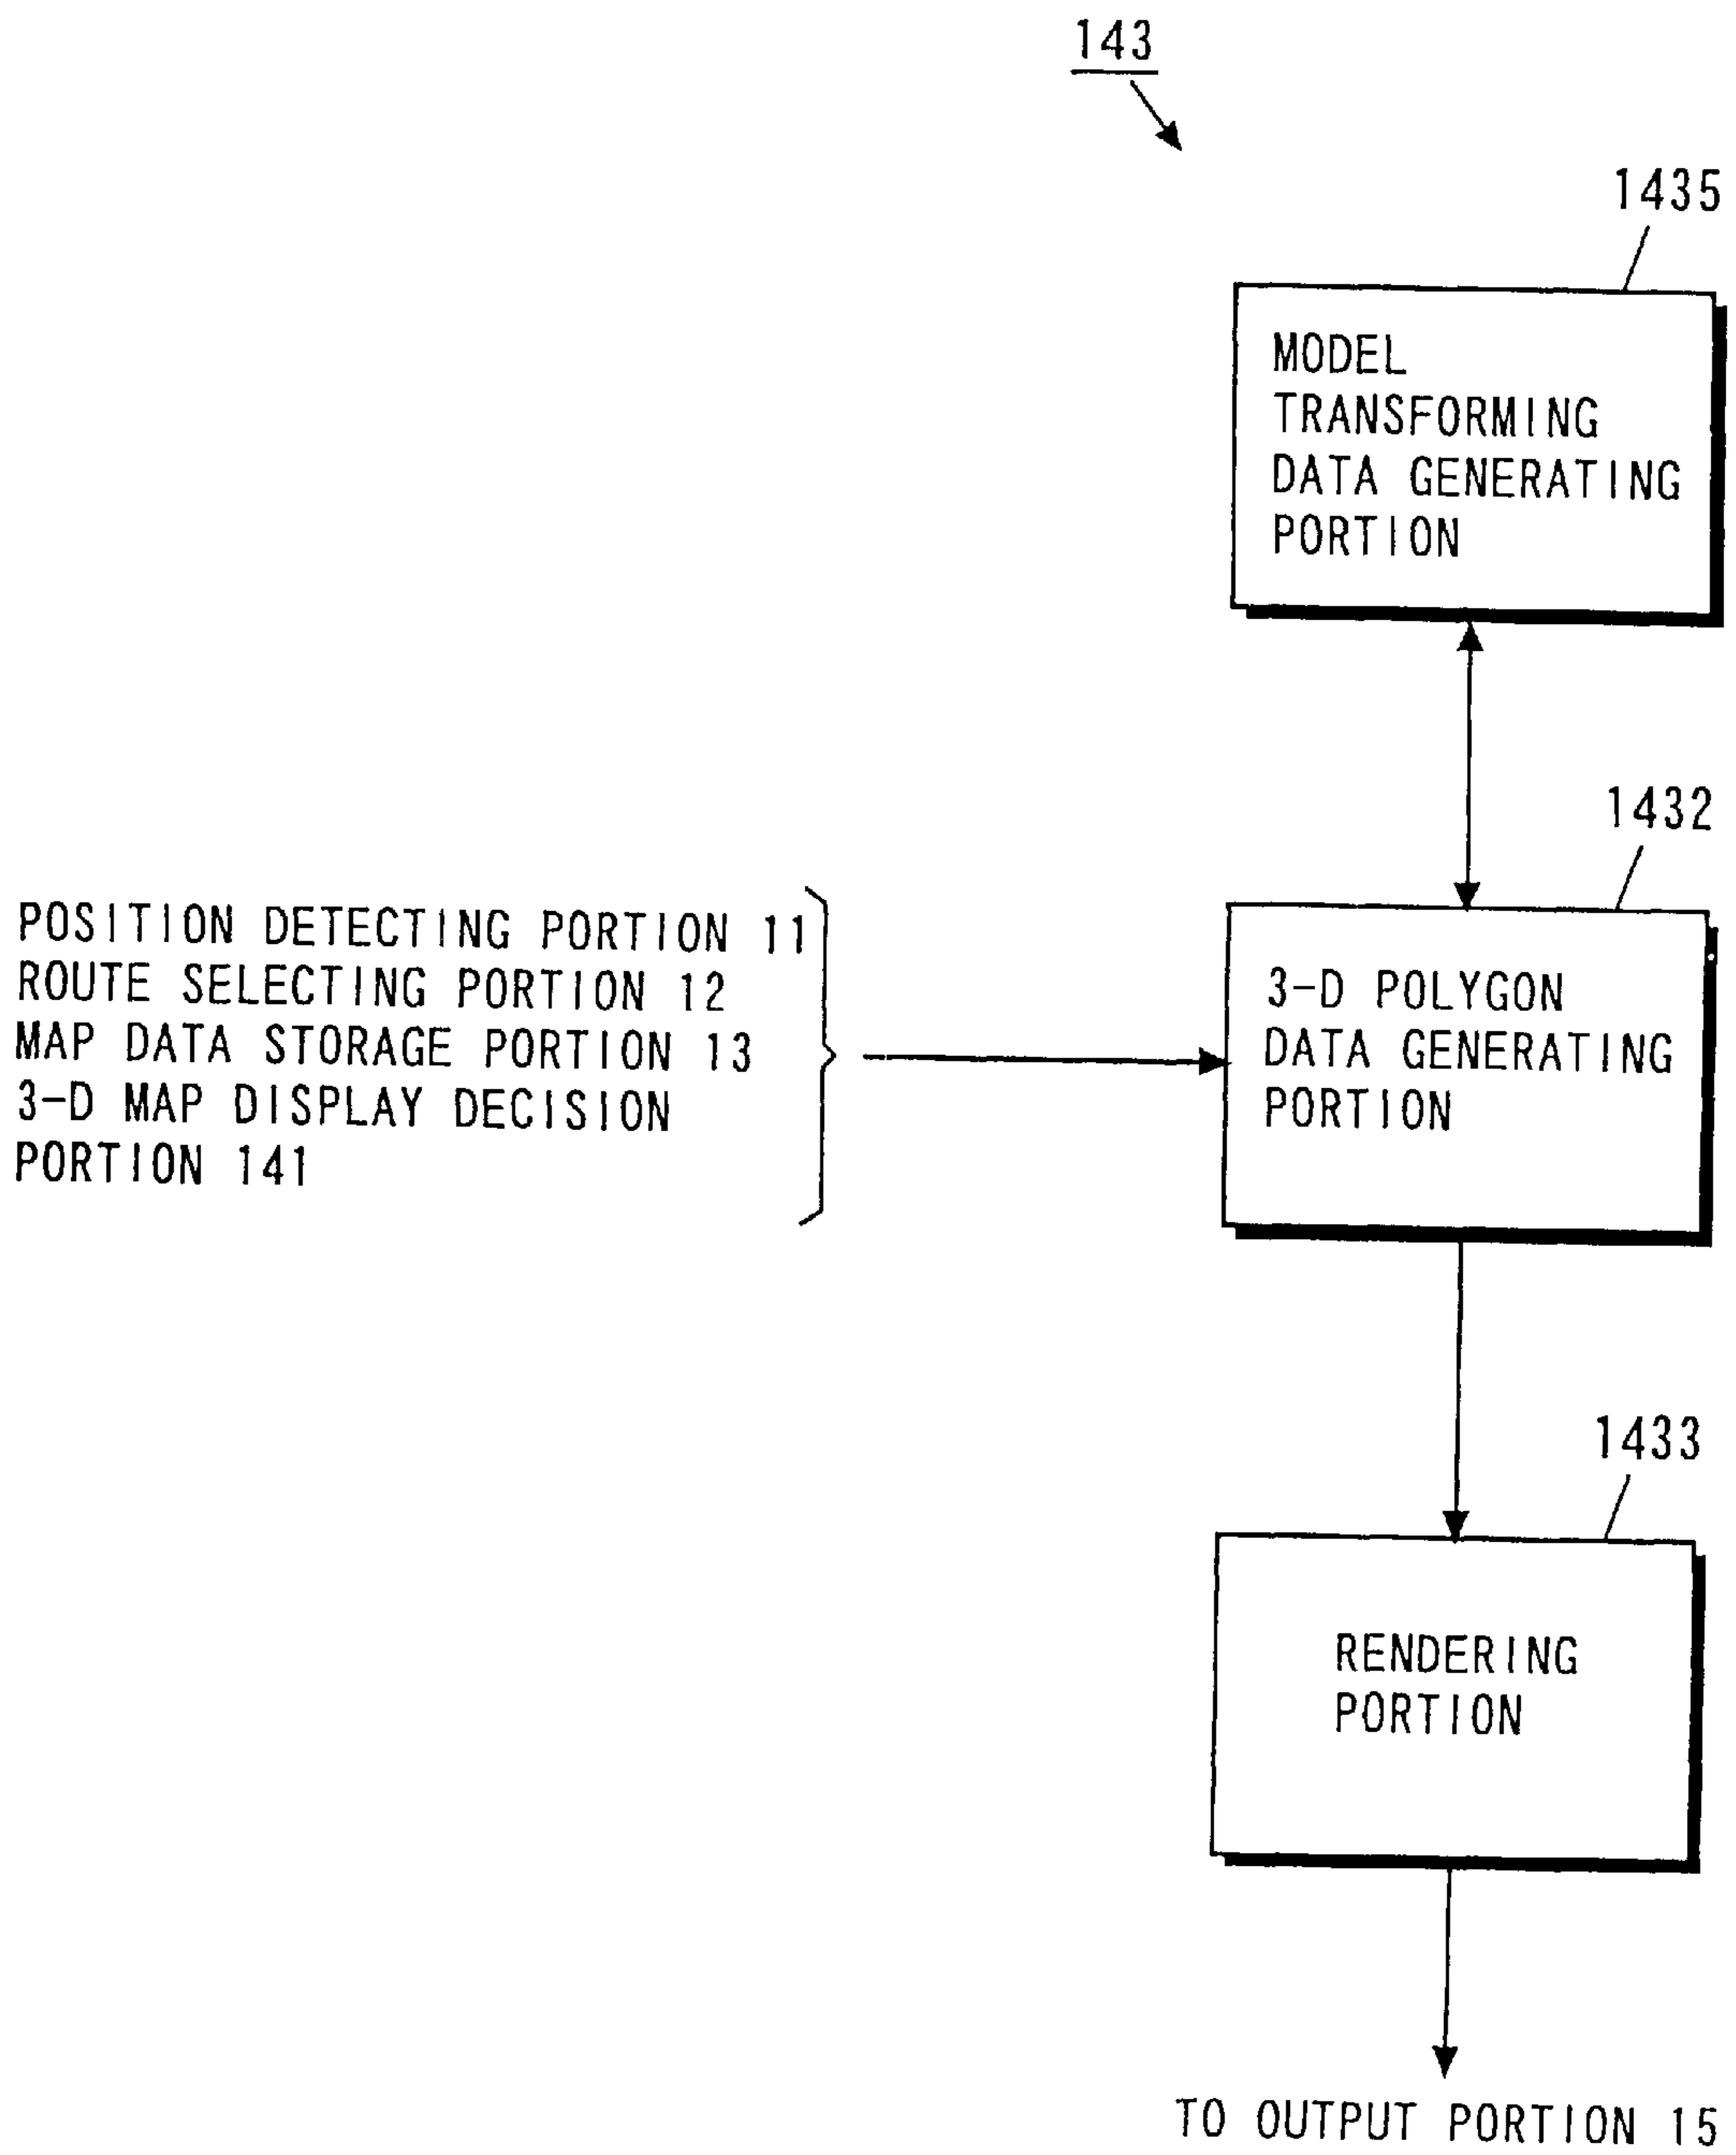 143
1435
MODEL
TRANSFORMING
DATA GENERATING
PORTION
1432
POSITION DETECTING PORTION 11
ROUTE SELECTING PORTION 12
MAP DATA STORAGE PORTION 13
3-D MAP DISPLAY DECISION
PORTION 141
3-D POLYGON
DATA GENERATING
PORTION
1433
RENDERING
PORTION
TO OUTPUT PORTION 15